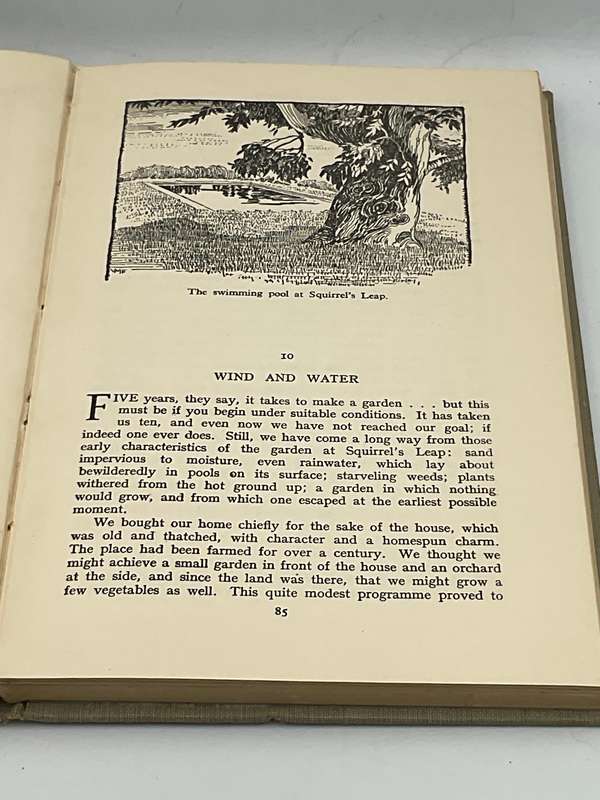 The swimming pool at Squirrel's Leap.
10
WIND AND WATER
FIVE years, they say, it takes to make a garden . . . but this
must be if you begin under suitable conditions. It has taken
us ten, and even now we have not reached our goal; if
indeed one ever does. Still, we have come a long way from those
early characteristics of the garden at Squirrel's Leap: sand
impervious to moisture, even rainwater, which lay about
bewilderedly in pools on its surface; starveling weeds; plants
withered from the hot ground up; a garden in which nothing
would grow, and from which one escaped at the earliest possible
moment.
We bought our home chiefly for the sake of the house, which
was old and thatched, with character and a homespun charm.
The place had been farmed for over a century. We thought we
might achieve a small garden in front of the house and an orchard
at the side, and since the land was there, that we might grow a
few vegetables as well. This quite modest programme proved to
85